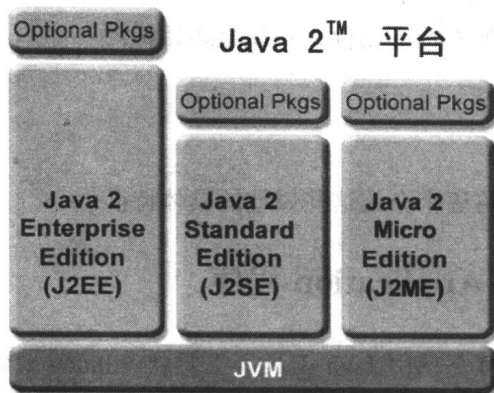 Optional Pkgs
Java 2™ 平台
Optional Pkgs
Optional Pkgs
Java 2
Enterprise
Edition
(J2EE)
Java 2
Standard
Edition
(J2SE)
Java 2
Micro
Edition
(J2ME)
JVM